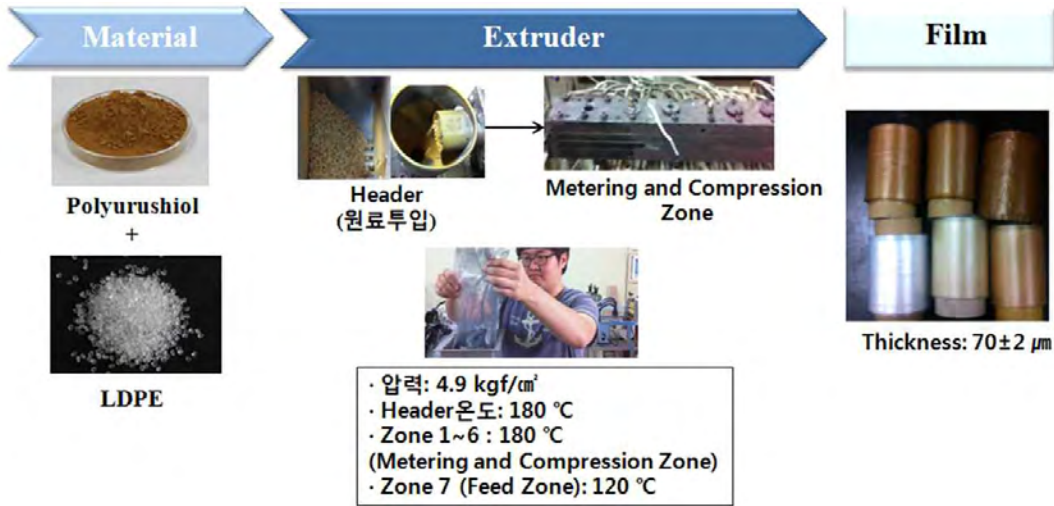 Material
Extruder
Film
Polyurushiol
+
LDPE
Header
(원료투입)
Metering and Compression
Zone
· 압력: 4.9 kgf/㎠
· Header온도: 180 ℃
· Zone 1~6 : 180 ℃
(Metering and Compression Zone)
· Zone 7 (Feed Zone): 120 ℃
Thickness: 70±2 ㎛